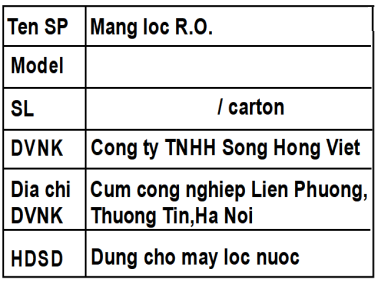 Ten SP Mang loc R.O.
Model
SL / carton
DVNK Cong ty TNHH Song Hong Viet
Dia chi Cum cong nghiep Lien Phuong,
DVNK Thuong Tin,Ha Noi
HDSD Dung cho may loc nuoc